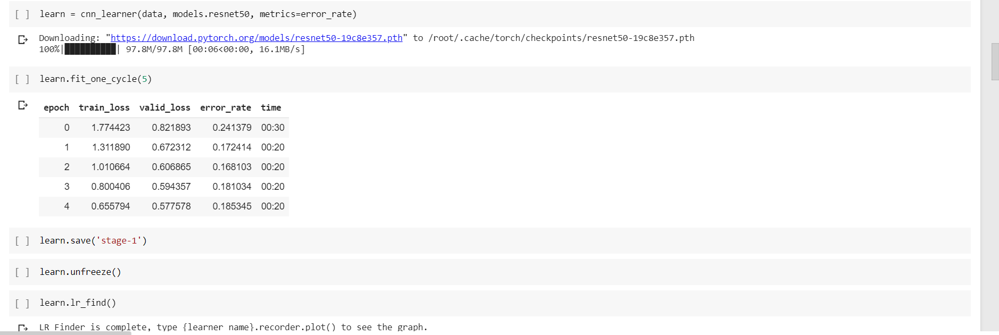 [ ] learn = cnn_learner(data, models.resnet50, metrics=error_rate)
Downloading: "https://download.pytorch.org/models/resnet50-19c8e357.pth" to /root/.cache/torch/checkpoints/resnet50-19c8e357.pth
100%|██████████| 97.8M/97.8M [00:06<00:00, 16.1MB/s]
[ ] learn.fit_one_cycle(5)
epoch train_loss valid_loss error_rate time
0 1.774423 0.821893 0.241379 00:30
1 1.311890 0.672312 0.172414 00:20
2 1.010664 0.606865 0.168103 00:20
3 0.800406 0.594357 0.181034 00:20
4 0.655794 0.577578 0.185345 00:20
[ ] learn.save('stage-1')
[ ] learn.unfreeze()
[ ] learn.lr_find()
LR Finder is complete, type {learner_name}.recorder.plot() to see the graph.